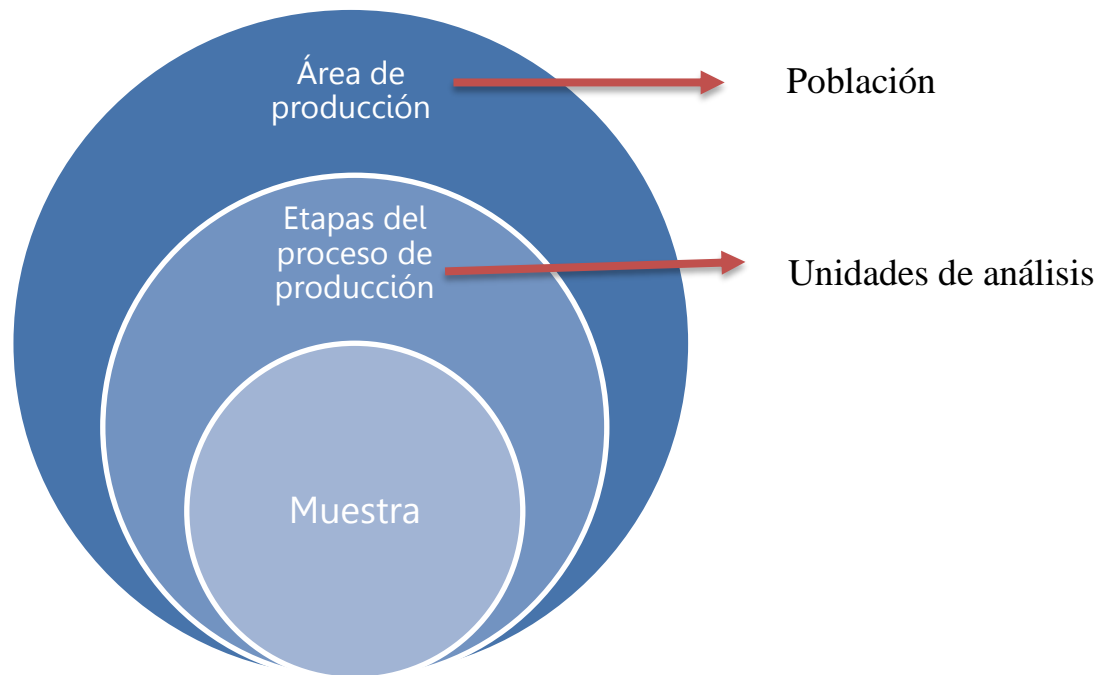 Área de
producción
Población
Etapas del
proceso de
producción
Unidades de análisis
Muestra